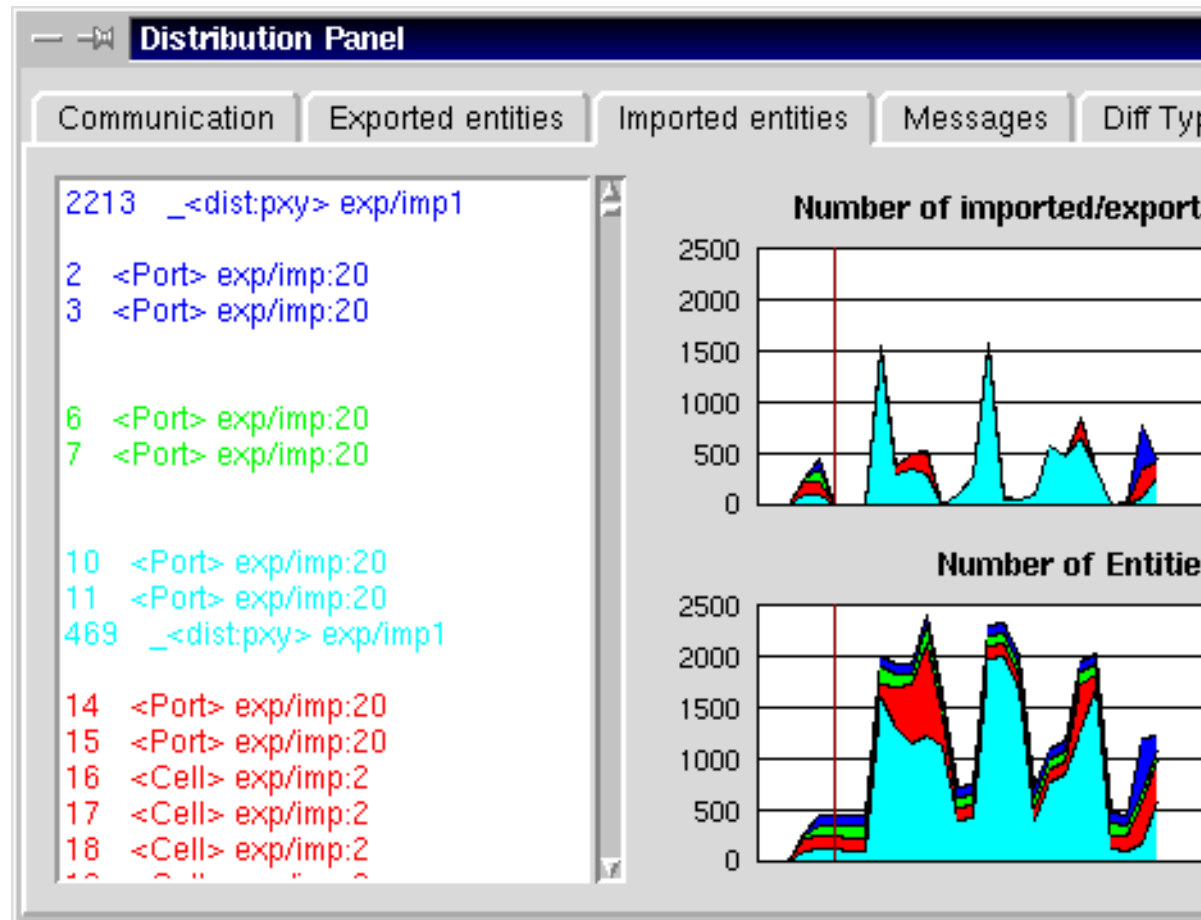 Distribution Panel
Communication
Exported entities
Imported entities
Messages
Diff Typ
2213 _<dist:pxy> exp/imp1
2 <Port> exp/imp:20
3 <Port> exp/imp:20
6 <Port> exp/imp:20
7 <Port> exp/imp:20
10 <Port> exp/imp:20
11 <Port> exp/imp:20
469 _<dist:pxy> exp/imp1
14 <Port> exp/imp:20
15 <Port> exp/imp:20
16 <Cell> exp/imp:2
17 <Cell> exp/imp:2
18 <Cell> exp/imp:2
Number of imported/export
2500
2000
1500
1000
500
0
Number of Entitie
2500
2000
1500
1000
500
0